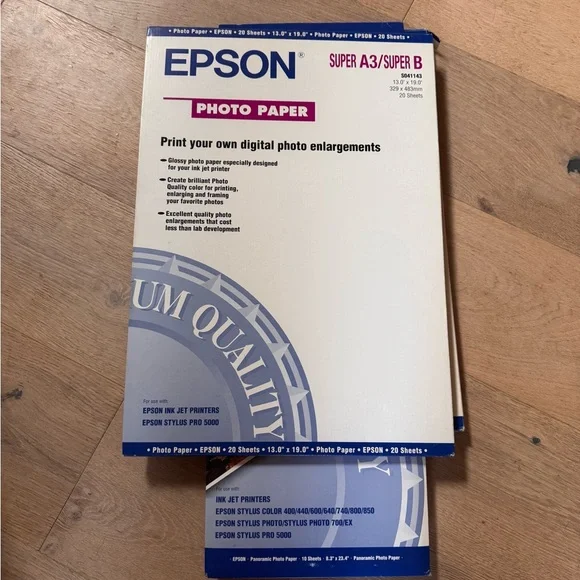 • Photo Paper • EPSON • 20 Sheets • 13.0" x 19.0" • Photo Paper • EPSON • 20 Sheets •
EPSON®
SUPER A3/SUPER B
S041143
13.0" x 19.0"
329 x 483mm
20 Sheets
PHOTO PAPER
Print your own digital photo enlargements
Glossy photo paper especially designed
for your ink jet printer
Create brilliant Photo
Quality color for printing,
enlarging and framing
your favorite photos
Excellent quality photo
enlargements that cost
less than lab development
UM QUALITY
For use with:
EPSON INK JET PRINTERS
EPSON STYLUS PRO 5000
• Photo Paper • EPSON • 20 Sheets • 13.0" x 19.0" • Photo Paper • EPSON • 20 Sheets •
Y
For use with:
INK JET PRINTERS
EPSON STYLUS COLOR 400/440/600/640/740/800/850
EPSON STYLUS PHOTO/STYLUS PHOTO 700/EX
EPSON STYLUS PRO 5000
· EPSON · Panoramic Photo Paper · 10 Sheets · 8.3" x 23.4" · Panoramic Photo Paper ·